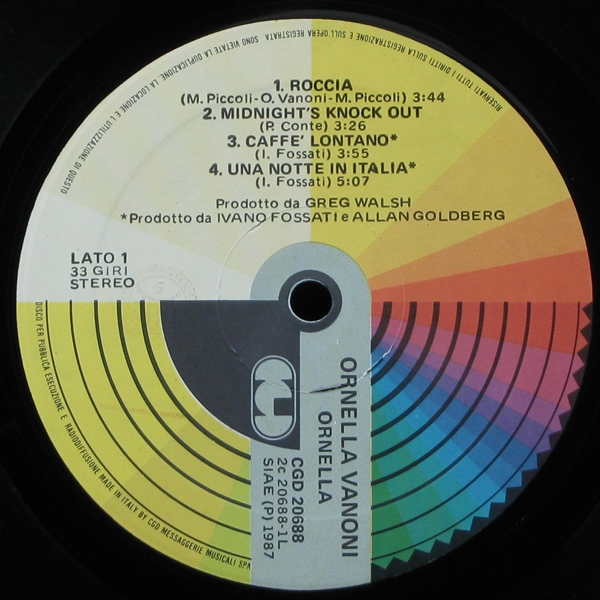 1. ROCCIA
(M. Piccoli-O. Vanoni-M. Piccoli) 3:44
2. MIDNIGHT'S KNOCK OUT
(P. Conte) 3:26
3. CAFFE' LONTANO*
(I. Fossati) 3:55
4. UNA NOTTE IN ITALIA*
(I. Fossati) 5:07
Prodotto da GREG WALSH
*Prodotto da IVANO FOSSATI e ALLAN GOLDBERG
LATO 1
33 GIRI
STEREO
ORNELLA VANONI
ORNELLA
CGD 20688
2c 20688-1L
SIAE (P) 1987
DISCO PER PUBBLICA ESECUZIONE E RADIODIFFUSIONE MADE IN ITALY BY CGD MESSAGGERIE MUSICALI SPA
RISERVATI TUTTI I DIRITTI SULLA REGISTRAZIONE E SULL'OPERA REGISTRATA. SONO VIETATE LA DUPLICAZIONE, LA LOCAZIONE E L'UTILIZZAZIONE DI QUESTO